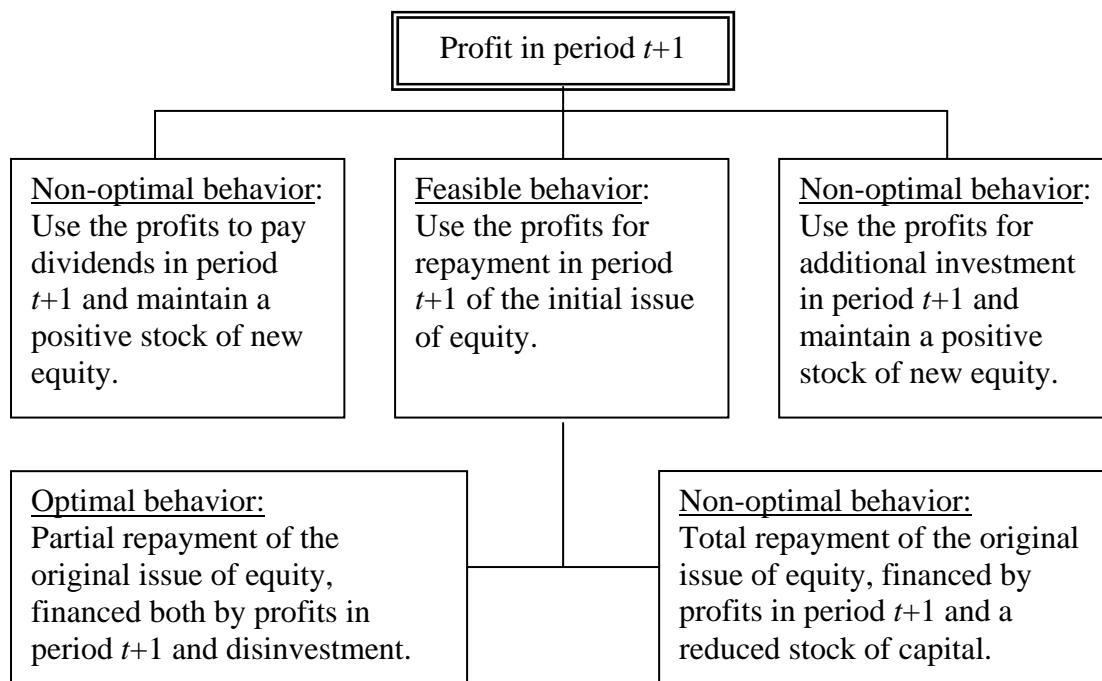 Profit in period t+1
Non-optimal behavior:
Use the profits to pay
dividends in period
t+1 and maintain a
positive stock of new
equity.
Feasible behavior:
Use the profits for
repayment in period
t+1 of the initial issue
of equity.
Non-optimal behavior:
Use the profits for
additional investment
in period t+1 and
maintain a positive
stock of new equity.
Optimal behavior:
Partial repayment of the
original issue of equity,
financed both by profits in
period t+1 and disinvestment.
Non-optimal behavior:
Total repayment of the original
issue of equity, financed by
profits in period t+1 and a
reduced stock of capital.